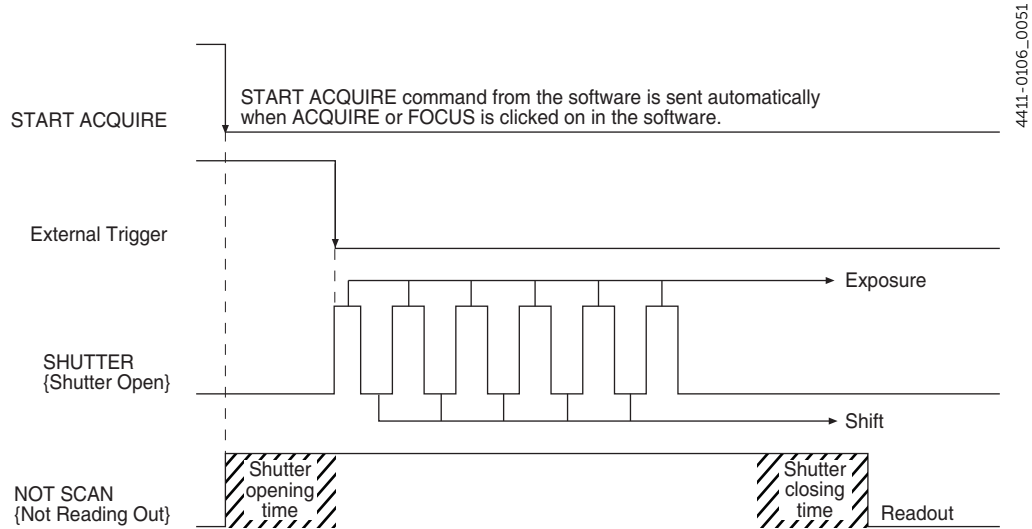 4411-0106_0051
START ACQUIRE
START ACQUIRE command from the software is sent automatically
when ACQUIRE or FOCUS is clicked on in the software.
External Trigger
Exposure
SHUTTER
{Shutter Open}
Shift
NOT SCAN
{Not Reading Out}
Shutter
opening
time
Shutter
closing
time
Readout